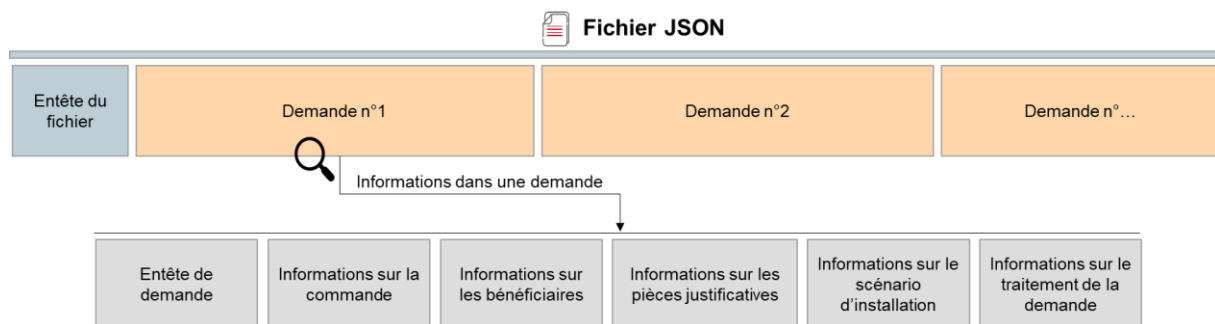 Fichier JSON
Entête du
fichier
Demande n°1
Demande n°2
Demande n°…
Informations dans une demande
Entête de
demande
Informations sur la
commande
Informations sur
les bénéficiaires
Informations sur les
pièces justificatives
Informations sur le
scénario
d’installation
Informations sur le
traitement de la
demande